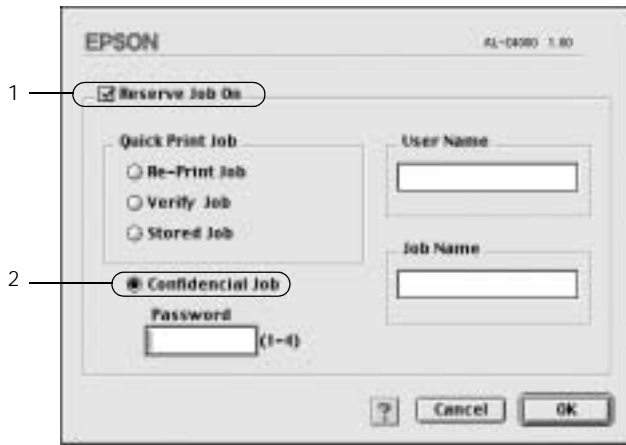 EPSON
AL-C4000 1.60
1
Reserve Job On
Quick Print Job
Re-Print Job
Verify Job
Stored Job
2
Confidencial Job
Password
(1-4)
User Name
Job Name
?
Cancel
OK